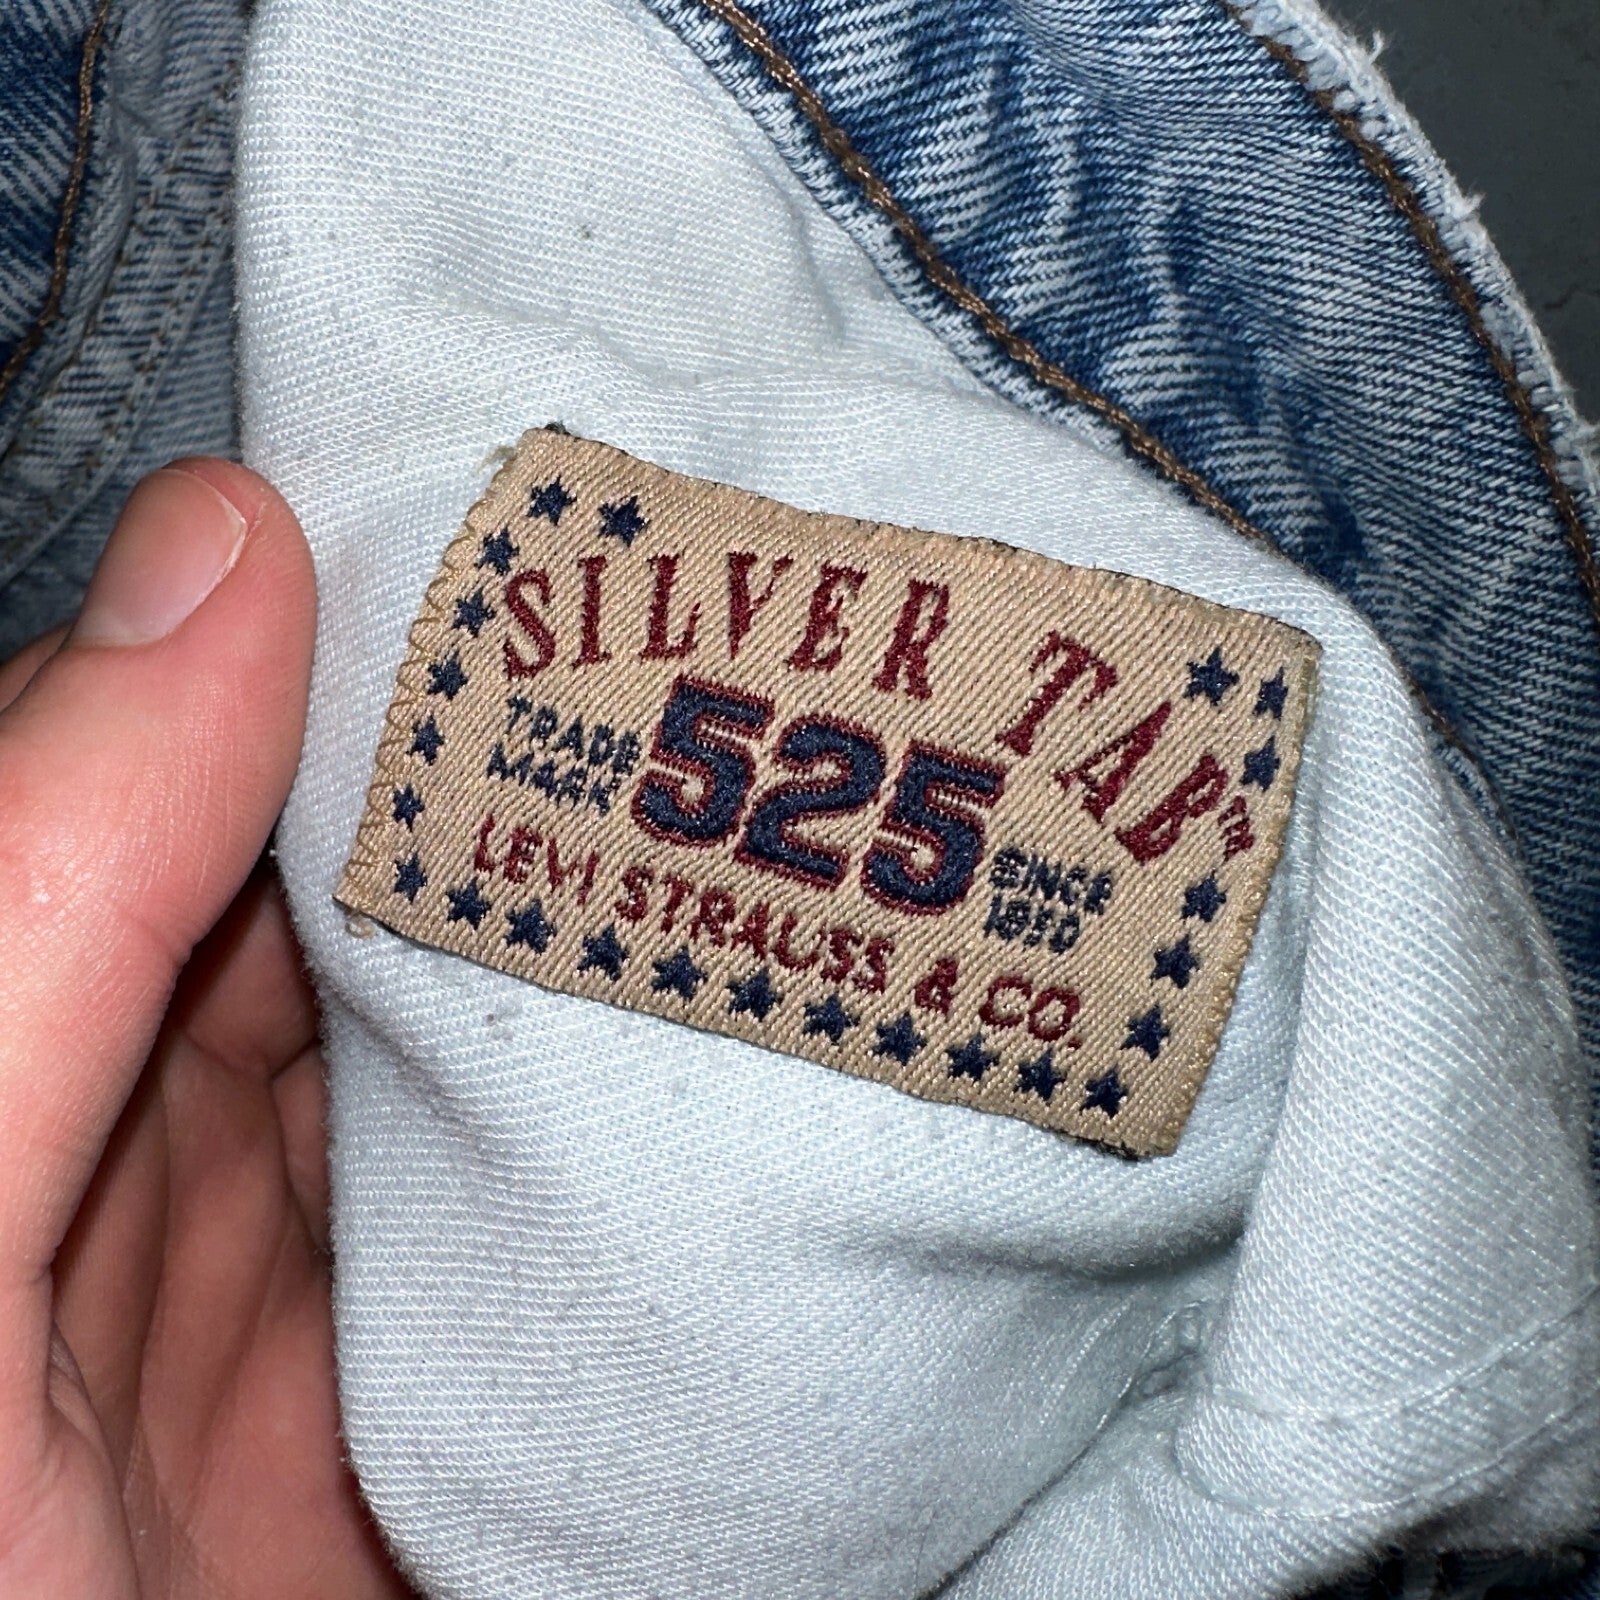 SILVER TAB™
TRADE
MARK
525
SINCE
1850
LEVI STRAUSS & CO.